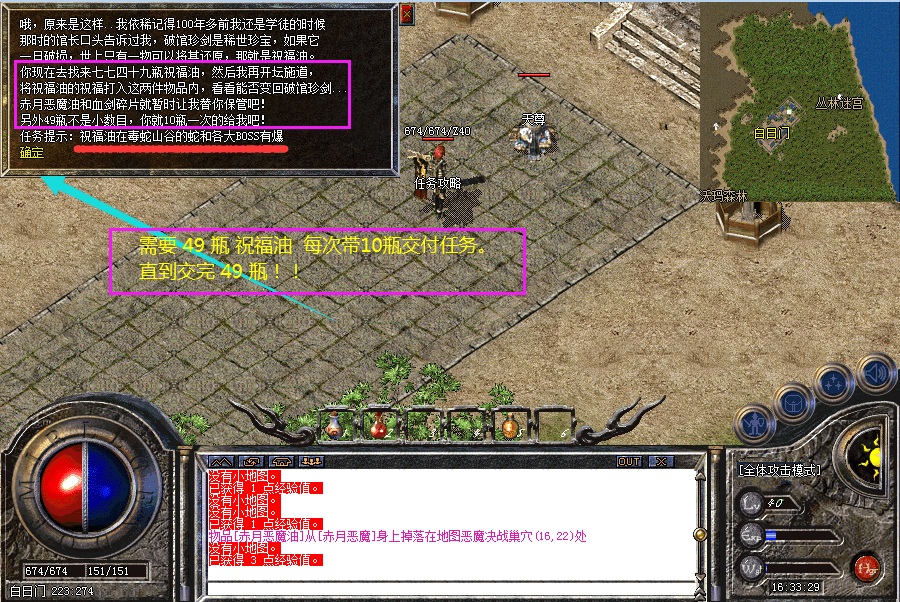 哦，原来是这样...我依稀记得100年多前我还是学徒的时候
那时的馆长口头告诉过我，破馆珍剑是稀世珍宝，如果它
一旦破损，世上只有一物可以将其还原，那就是祝福油。
你现在去找来七七四十九瓶祝福油，然后我再开坛施道，
将祝福油的祝福打入这两件物品内，看看能否变回破馆珍剑...
赤月恶魔油和血剑碎片就暂时让我替你保管吧!
另外49瓶不是小数目，你就10瓶一次的给我吧!
任务提示: 祝福油在毒蛇山谷的蛇和各大BOSS有爆
确定
674/674/Z40
天尊
任务攻略
丛林迷宫
白日门
沃玛森林
需要 49 瓶 祝福油 每次带10瓶交付任务。
直到交完 49 瓶！！
5
6
OUT
没有小地图。
已获得 1 点经验值。
没有小地图。
没有小地图。
已获得 1 点经验值。
物品[赤月恶魔油]从[赤月恶魔]身上掉落在地图恶魔决战巢穴(16,22)处
没有小地图。
已获得 3 点经验值。
[全体攻击模式]
Lv 40
Exp
674/674
151/151
白日门 223:274
16:33:29